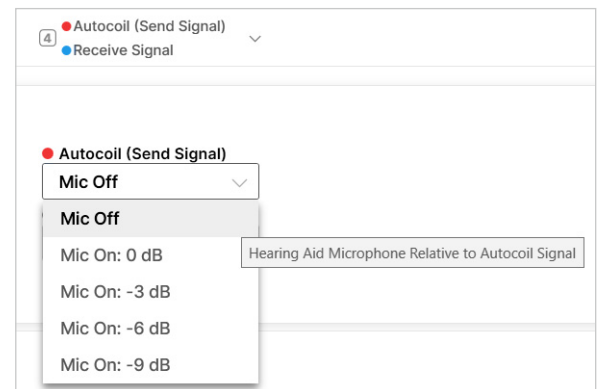 4
Autocoil (Send Signal)
Receive Signal
Autocoil (Send Signal)
Mic Off
Mic Off
Mic On: 0 dB
Hearing Aid Microphone Relative to Autocoil Signal
Mic On: -3 dB
Mic On: -6 dB
Mic On: -9 dB